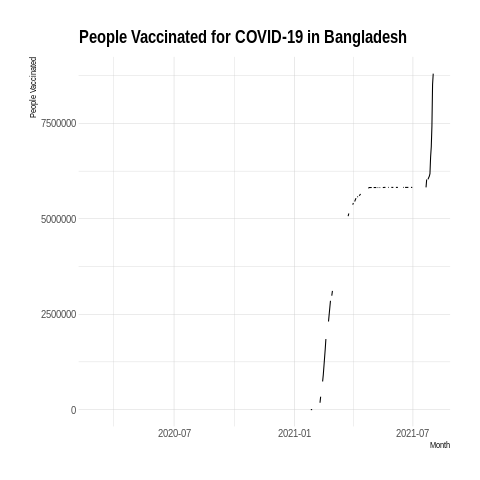 People Vaccinated for COVID-19 in Bangladesh
People Vaccinated
7500000
5000000
2500000
0
2020-07
2021-01
2021-07
Month